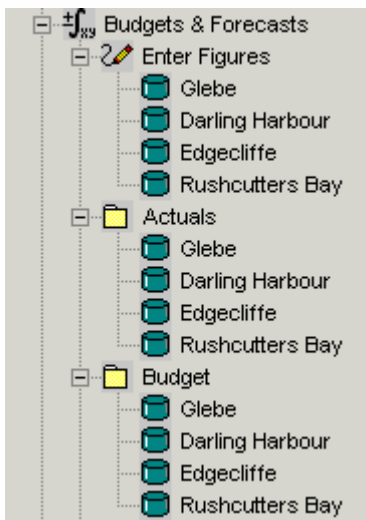 Budgets & Forecasts
Enter Figures
Glebe
Darling Harbour
Edgecliffe
Rushcutters Bay
Actuals
Glebe
Darling Harbour
Edgecliffe
Rushcutters Bay
Budget
Glebe
Darling Harbour
Edgecliffe
Rushcutters Bay